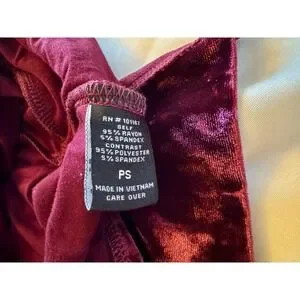 RN # 101167
SELF
95% RAYON
5% SPANDEX
CONTRAST
95% POLYESTER
5% SPANDEX
PS
MADE IN VIETNAM
CARE OVER